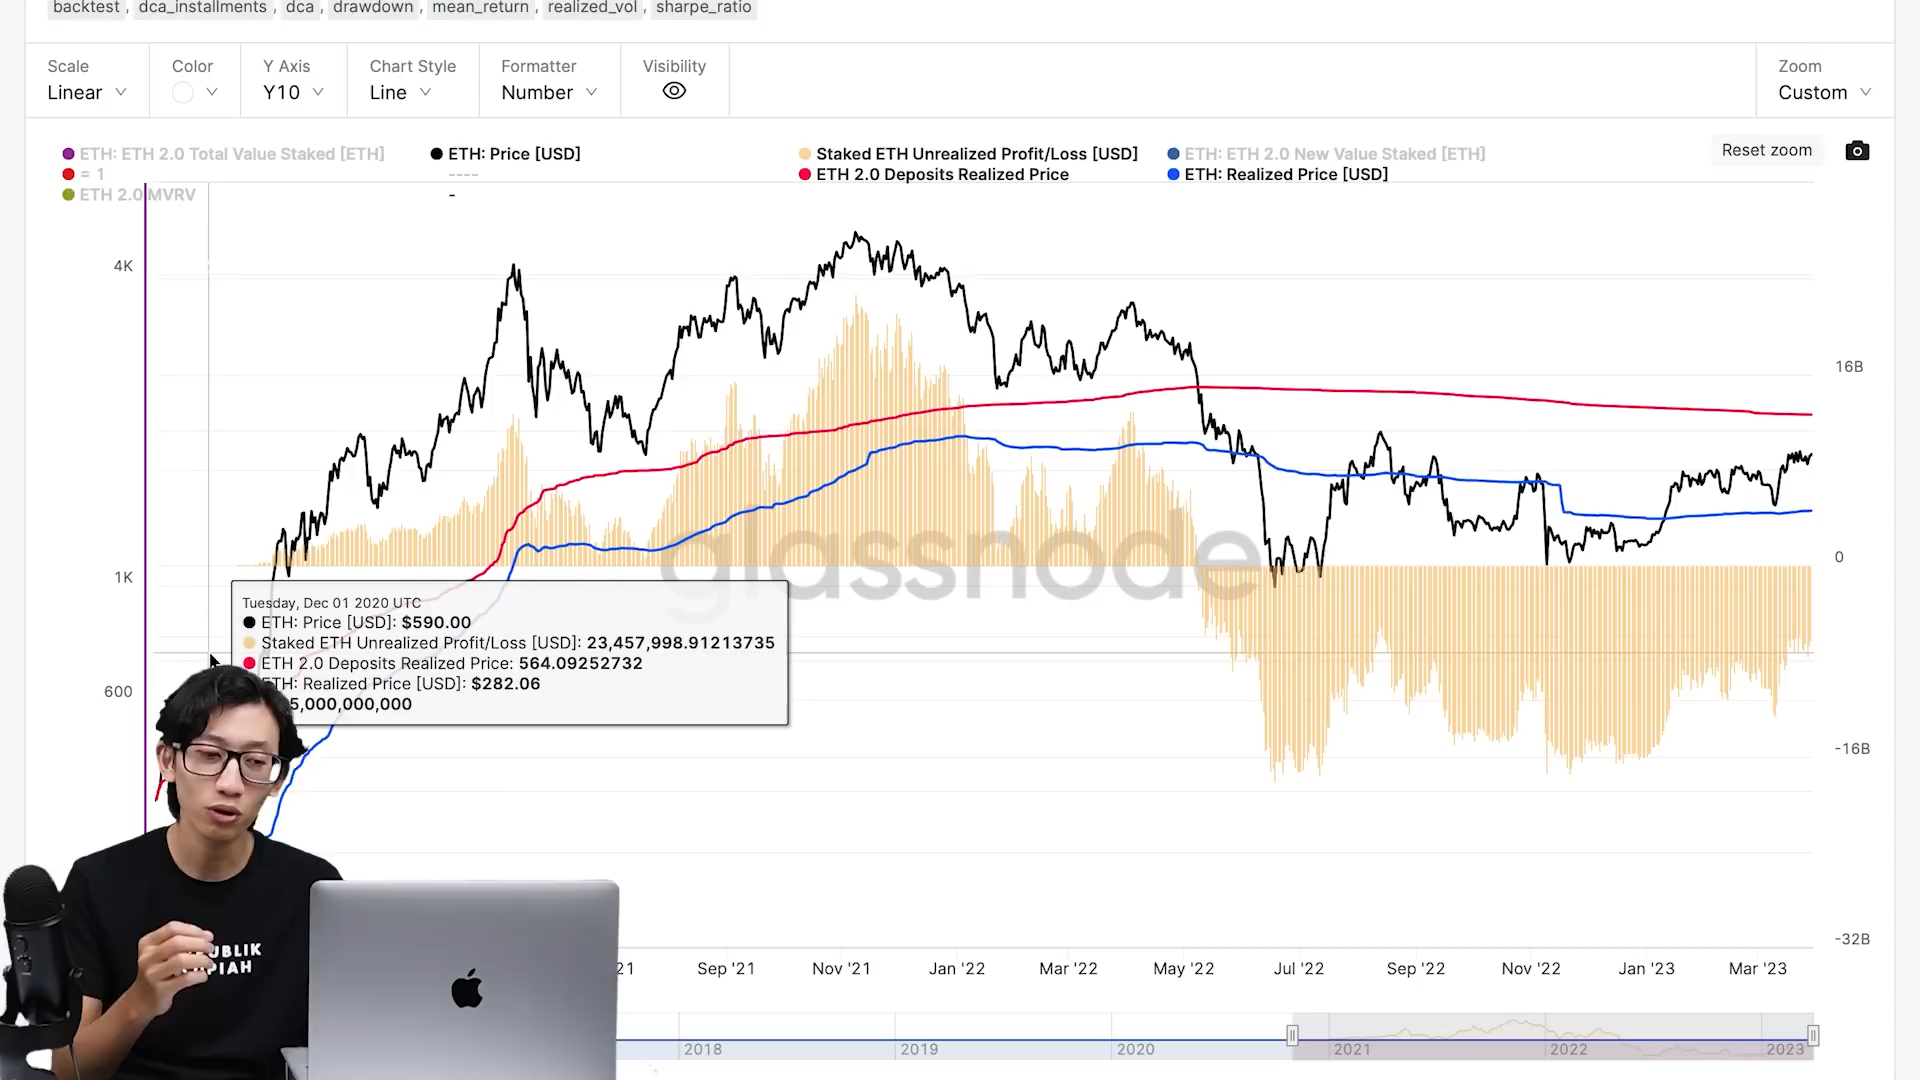 backtest , dca_installments , dca , drawdown , mean_return , realized_vol , sharpe_ratio
Scale Color Y Axis Chart Style Formatter Visibility Zoom
Linear Y10 Line Number Custom
ETH: ETH 2.0 Total Value Staked [ETH] ETH: Price [USD] Staked ETH Unrealized Profit/Loss [USD] ETH: ETH 2.0 New Value Staked [ETH] Reset zoom
= 1 ---- ETH 2.0 Deposits Realized Price ETH: Realized Price [USD]
ETH 2.0 MVRV -
4K
16B
glassnode
0
1K
Tuesday, Dec 01 2020 UTC
ETH: Price [USD]: $590.00
Staked ETH Unrealized Profit/Loss [USD]: 23,457,998.91213735
ETH 2.0 Deposits Realized Price: 564.09252732
ETH: Realized Price [USD]: $282.06
5,000,000,000
600
-16B
-32B
21 Sep '21 Nov '21 Jan '22 Mar '22 May '22 Jul '22 Sep '22 Nov '22 Jan '23 Mar '23
2018 2019 2020 2021 2022 2023